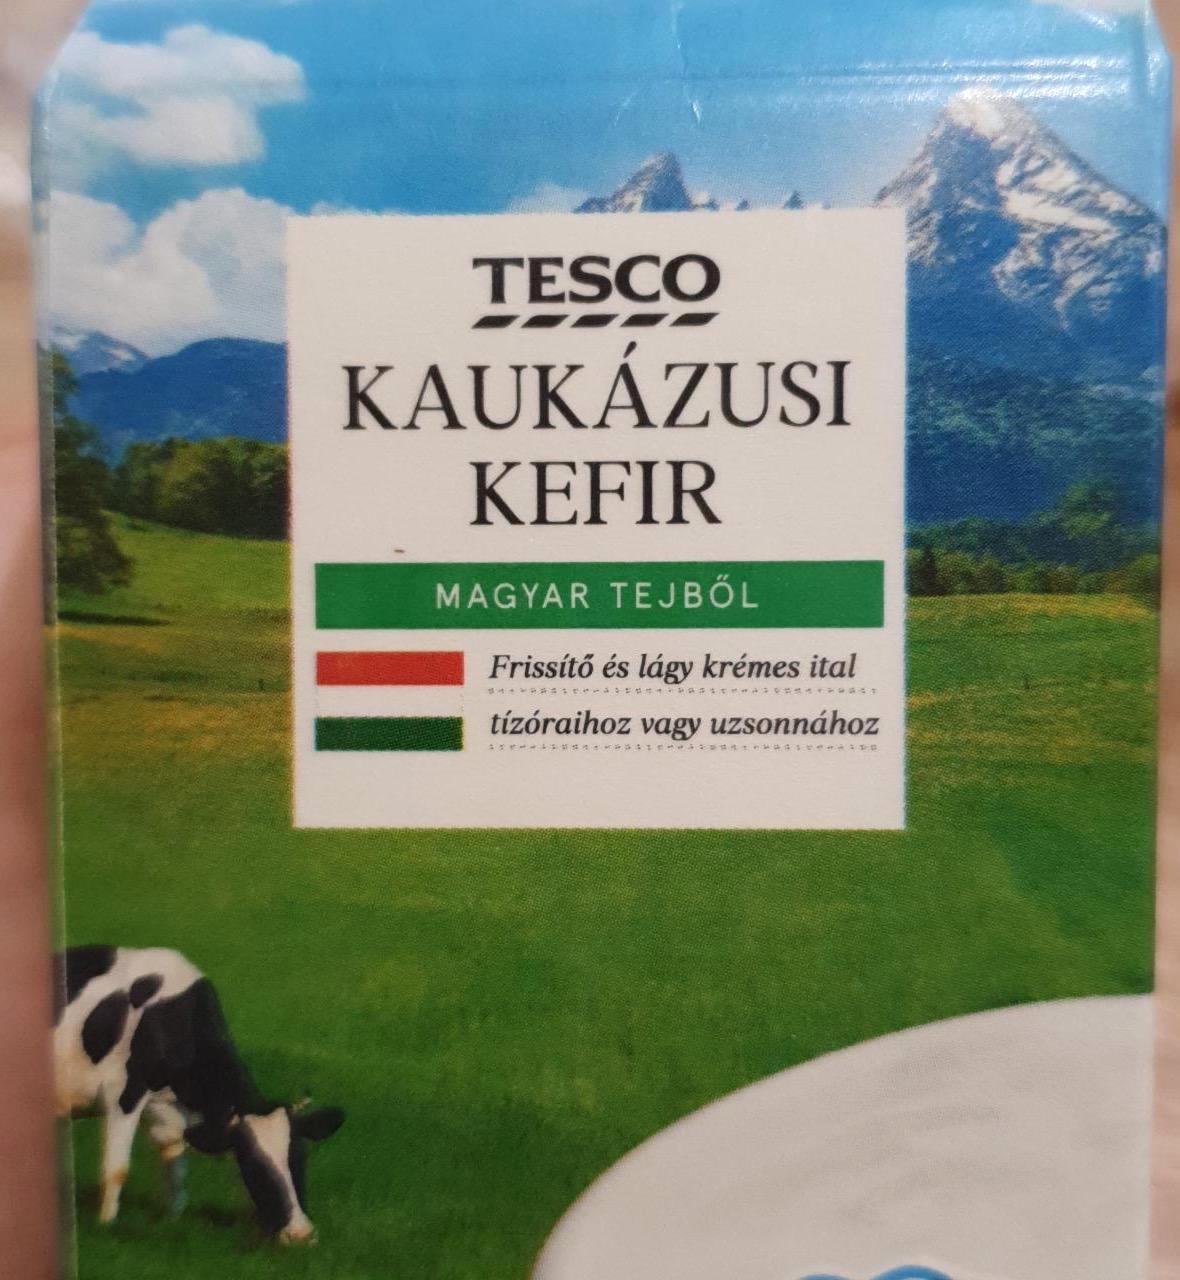 TESCO
KAUKÁZUSI
KEFIR
MAGYAR TEJBŐL
Frissítő és lágy krémes ital
tízóraihoz vagy uzsonnához